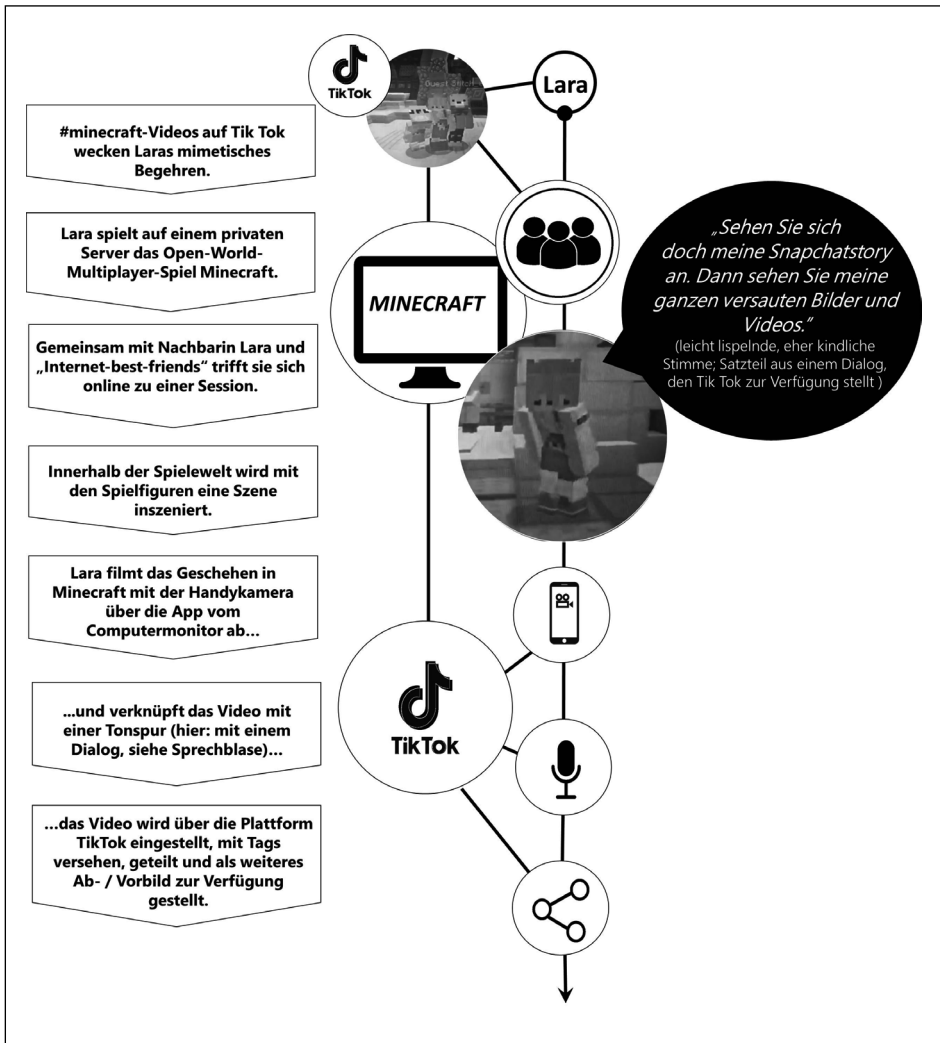 TikTok
Lara
#minecraft-Videos auf Tik Tok
wecken Laras mimetisches
Begehren.
Lara spielt auf einem privaten
Server das Open-World-
Multiplayer-Spiel Minecraft.
MINECRAFT
„Sehen Sie sich
doch meine Snapchatstory
an. Dann sehen Sie meine
ganzen versauten Bilder und
Videos.”
(leicht lispelnde, eher kindliche
Stimme; Satzteil aus einem Dialog,
den Tik Tok zur Verfügung stellt )
Gemeinsam mit Nachbarin Lara und
„Internet-best-friends“ trifft sie sich
online zu einer Session.
Innerhalb der Spielewelt wird mit
den Spielfiguren eine Szene
inszeniert.
Lara filmt das Geschehen in
Minecraft mit der Handykamera
über die App vom
Computermonitor ab…
...und verknüpft das Video mit
einer Tonspur (hier: mit einem
Dialog, siehe Sprechblase)…
TikTok
…das Video wird über die Plattform
TikTok eingestellt, mit Tags
versehen, geteilt und als weiteres
Ab- / Vorbild zur Verfügung
gestellt.